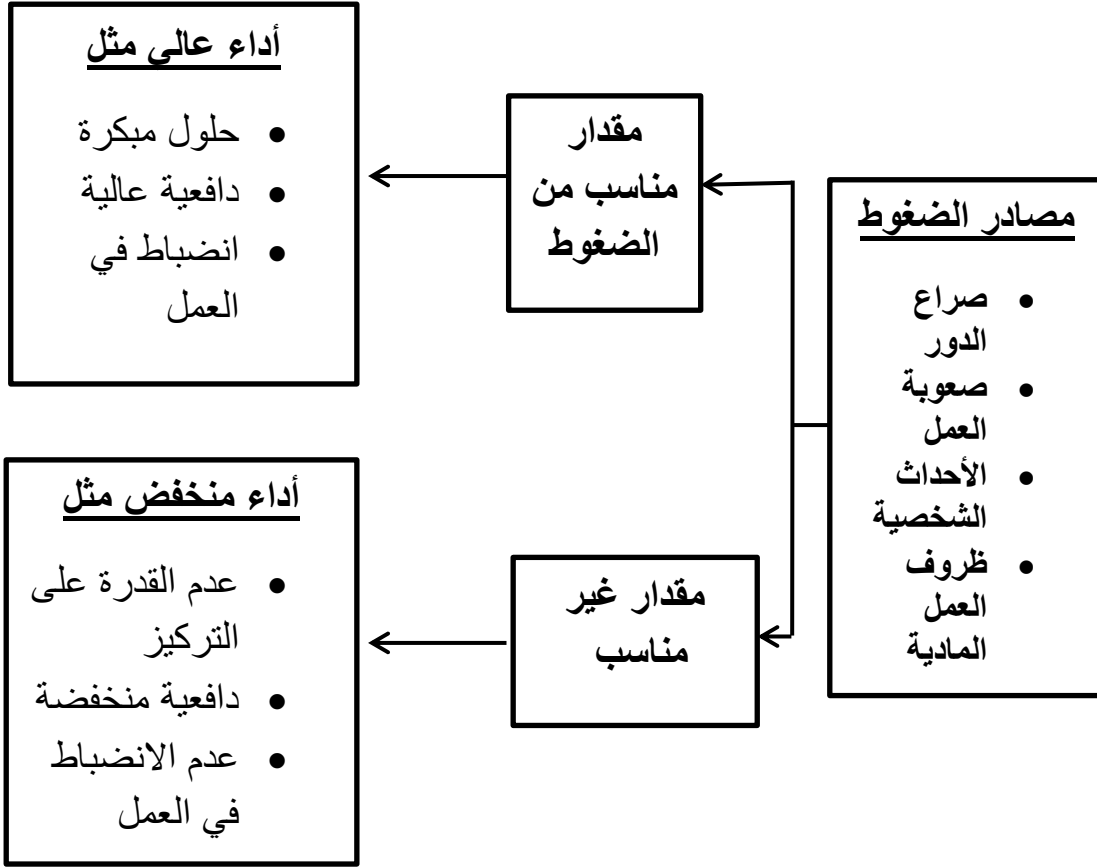 مصادر الضغوط
• صراع
الدور
• صعوبة
العمل
• الأحداث
الشخصية
• ظروف
العمل
المادية
مقدار
مناسب من
الضغوط
أداء عالي مثل
• حلول مبكرة
• دافعية عالية
• انضباط في
العمل
مقدار غير
مناسب
أداء منخفض مثل
• عدم القدرة على
التركيز
• دافعية منخفضة
• عدم الانضباط
في العمل